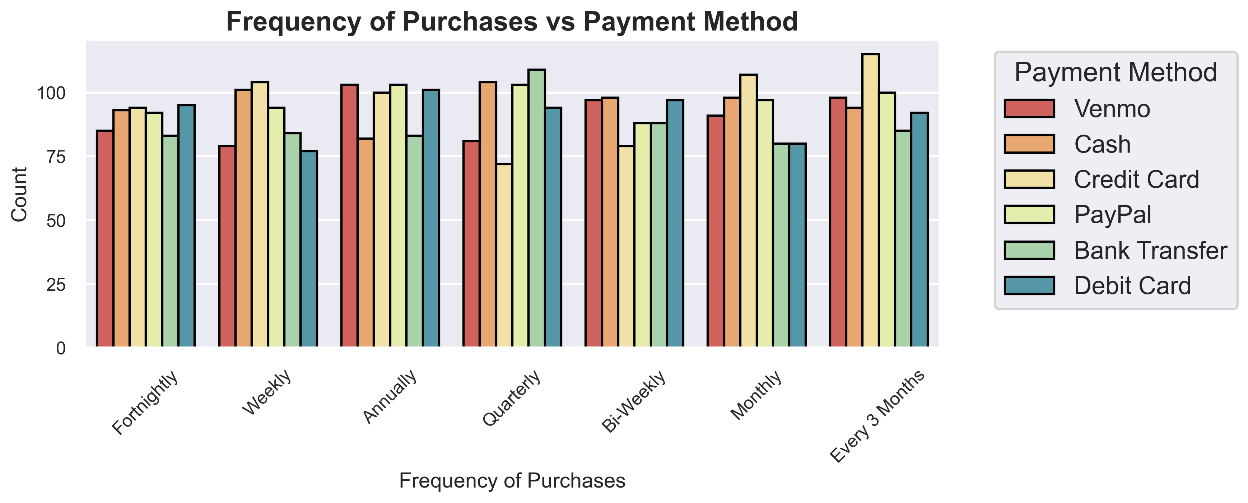 Frequency of Purchases vs Payment Method
Count
100
75
50
25
0
Fortnightly
Weekly
Annually
Quarterly
Bi-Weekly
Monthly
Every 3 Months
Frequency of Purchases
Payment Method
Venmo
Cash
Credit Card
PayPal
Bank Transfer
Debit Card